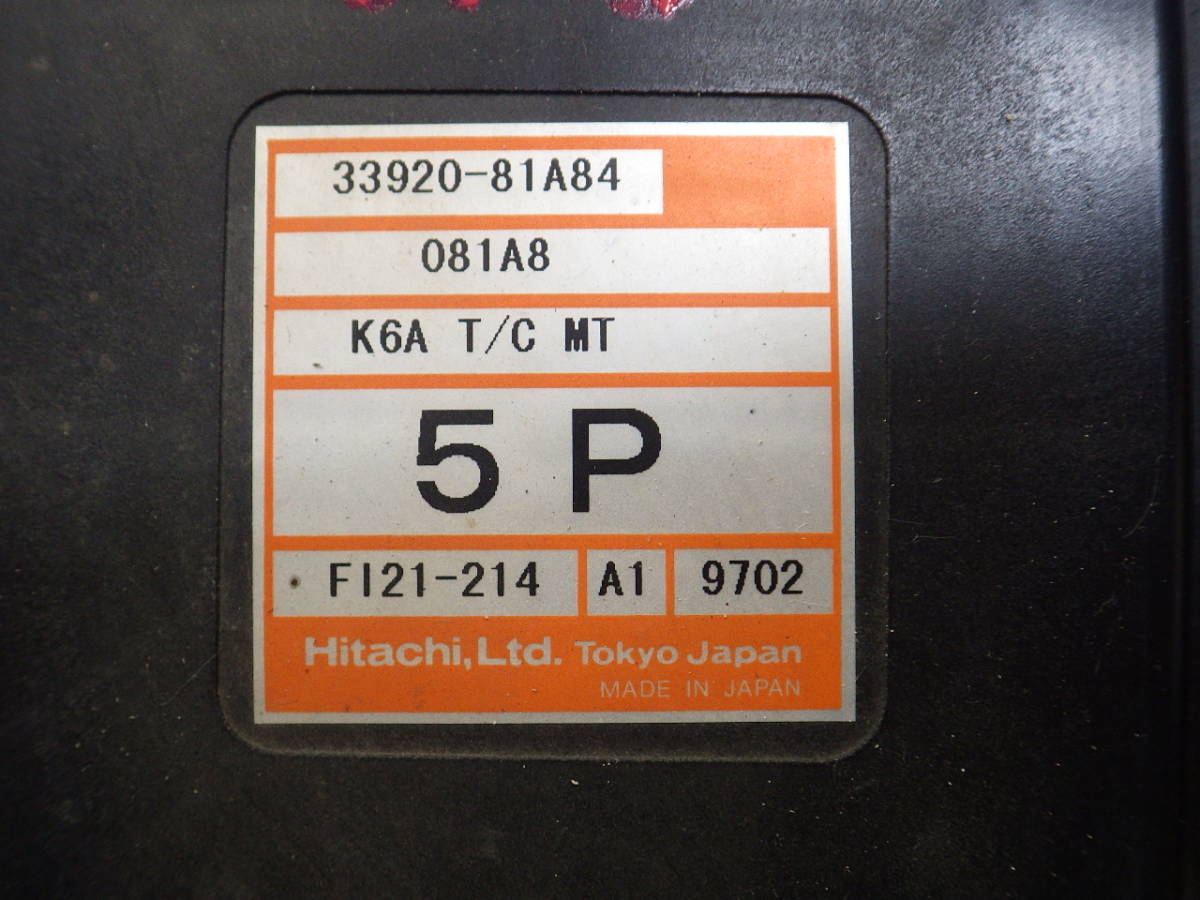 33920-81A84
081A8
K6A T/C MT
5 P
FI21-214 A1 9702
Hitachi, Ltd. Tokyo Japan
MADE IN JAPAN